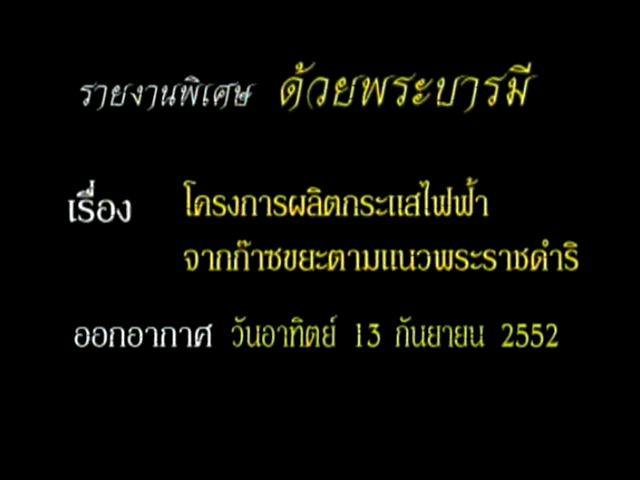 รายงานพิเศษ ด้วยพระบารมี
เรื่อง โครงการผลิตกระแสไฟฟ้า
จากก๊าซขยะตามแนวพระราชดำริ
ออกอากาศ วันอาทิตย์ 13 กันยายน 2552